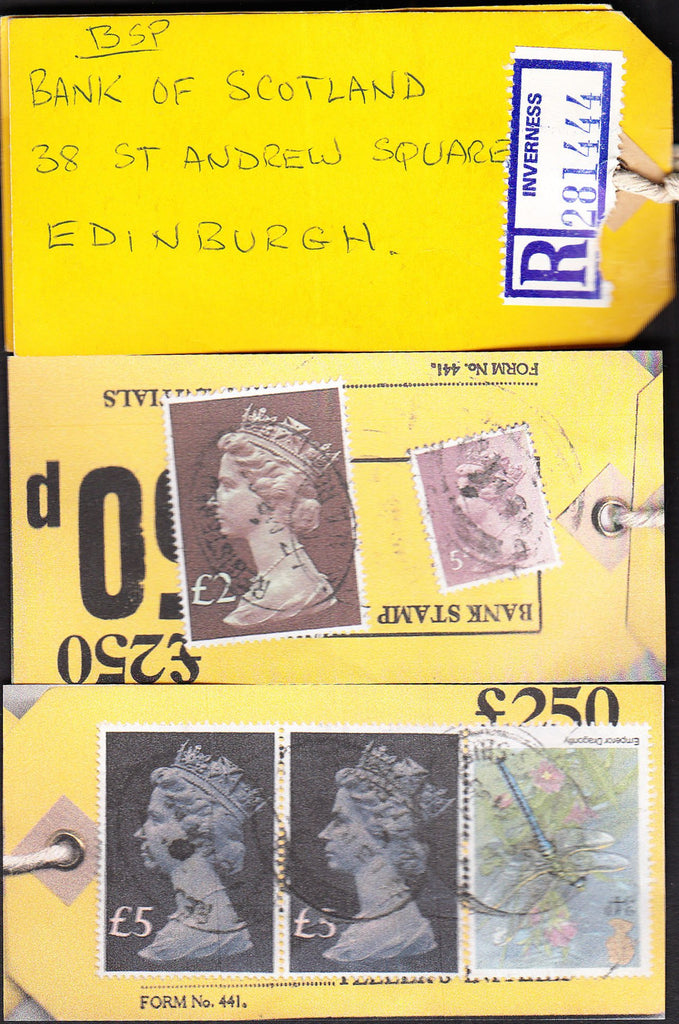 BSP
BANK OF SCOTLAND
38 ST ANDREW SQUARE
EDINBURGH.
R
INVERNESS
281444
FORM No. 441.
£2
5
BANK STAMP
50
p
£250
£250
Emperor Dragonfly
£5
£5
FORM No. 441.